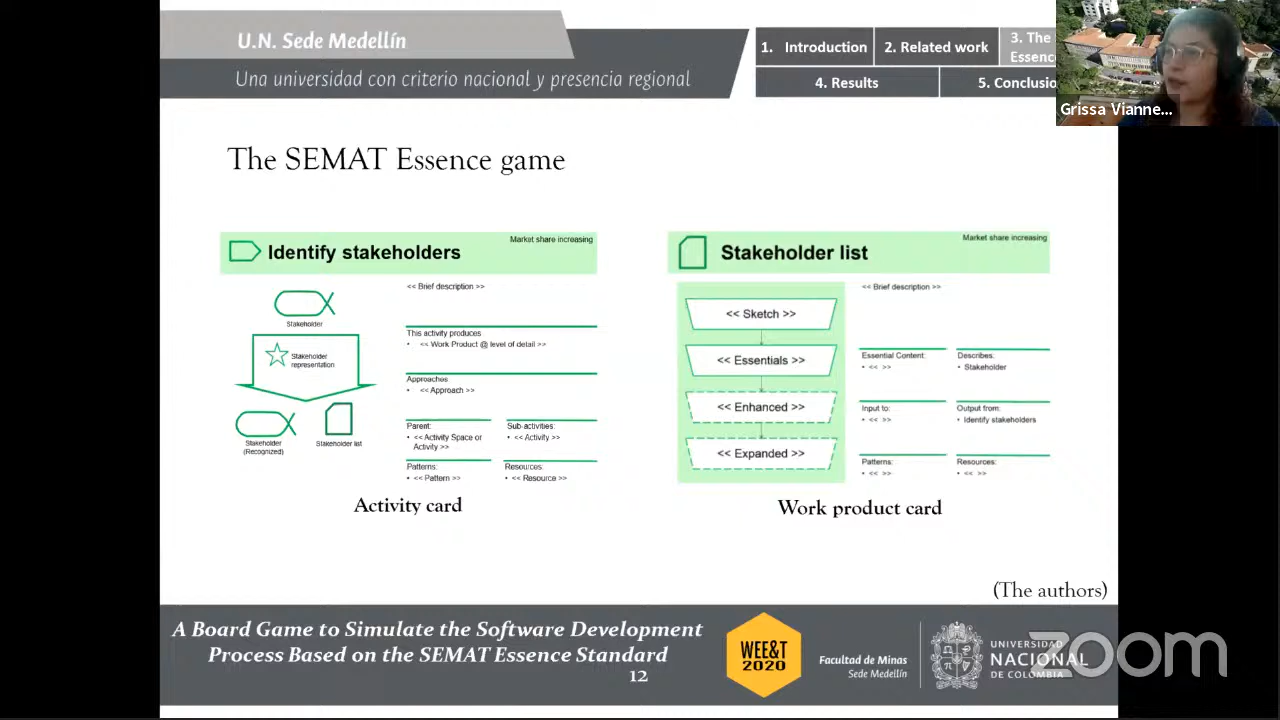 U.N. Sede Medellín
Una universidad con criterio nacional y presencia regional
1. Introduction
2. Related work
3. The
Essenc
4. Results
5. Conclusio
Grissa Vianne...
The SEMAT Essence game
Identify stakeholders
Market share increasing
Stakeholder
Stakeholder
representation
Stakeholder
(Recognized)
Stakeholder list
<< Brief description >>
This activity produces
• << Work Product @ level of detail >>
Approaches
• << Approach >>
Parent:
• << Activity Space or
Activity >>
Sub-activities:
• << Activity >>
Patterns:
• << Pattern >>
Resources:
• << Resource >>
Activity card
Stakeholder list
Market share increasing
<< Sketch >>
<< Essentials >>
<< Enhanced >>
<< Expanded >>
<< Brief description >>
Essential Content:
• << >>
Describes:
• Stakeholder
Input to:
• << >>
Output from:
• Identify stakeholders
Patterns:
• << >>
Resources:
• << >>
Work product card
(The authors)
A Board Game to Simulate the Software Development
Process Based on the SEMAT Essence Standard
12
WEE&T
2020
Facultad de Minas
Sede Medellín
UNIVERSIDAD
NACIONAL
DE COLOMBIA
zoom